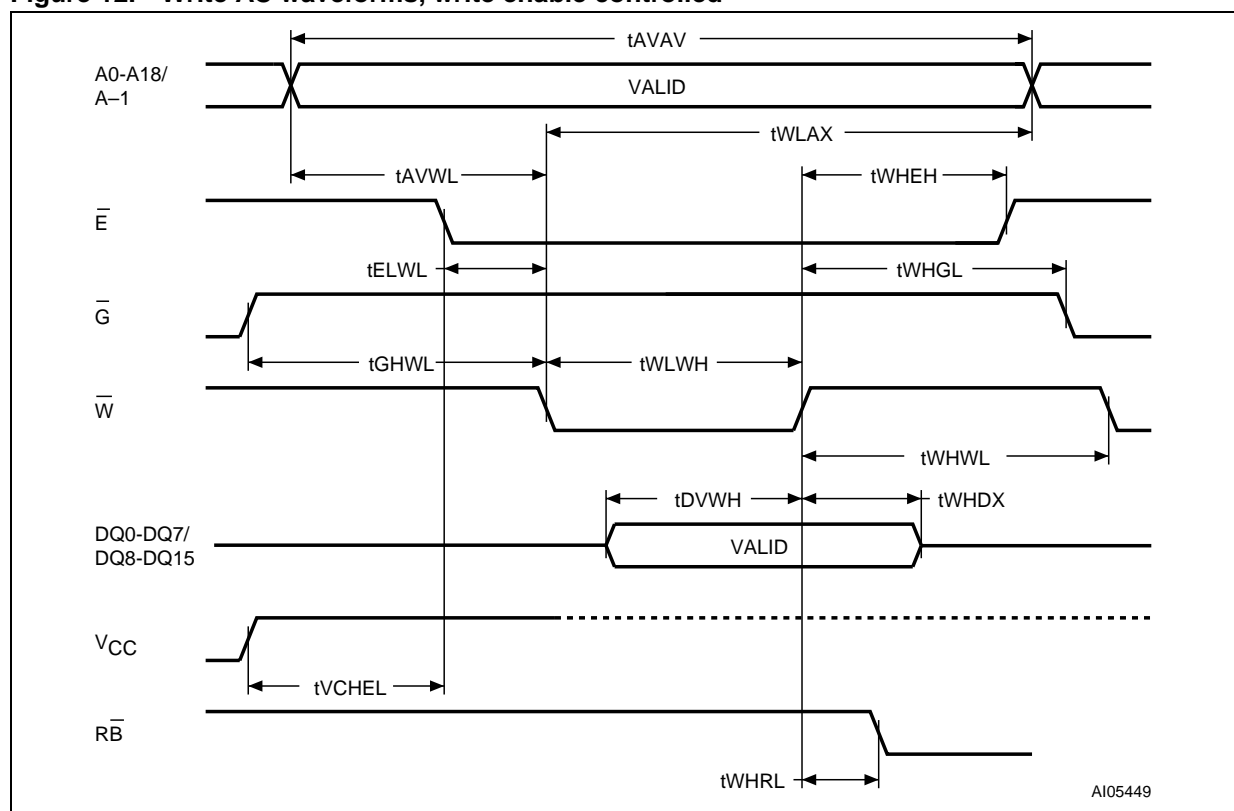 Figure 12. Write AC waveforms, write enable controlled
tAVAV
A0-A18/
A–1
VALID
tWLAX
tAVWL
tWHEH
E̅
tELWL
tWHGL
G̅
tGHWL
tWLWH
W̅
tWHWL
tDVWH
tWHDX
DQ0-DQ7/
DQ8-DQ15
VALID
VCC
tVCHEL
RB̅
tWHRL
AI05449